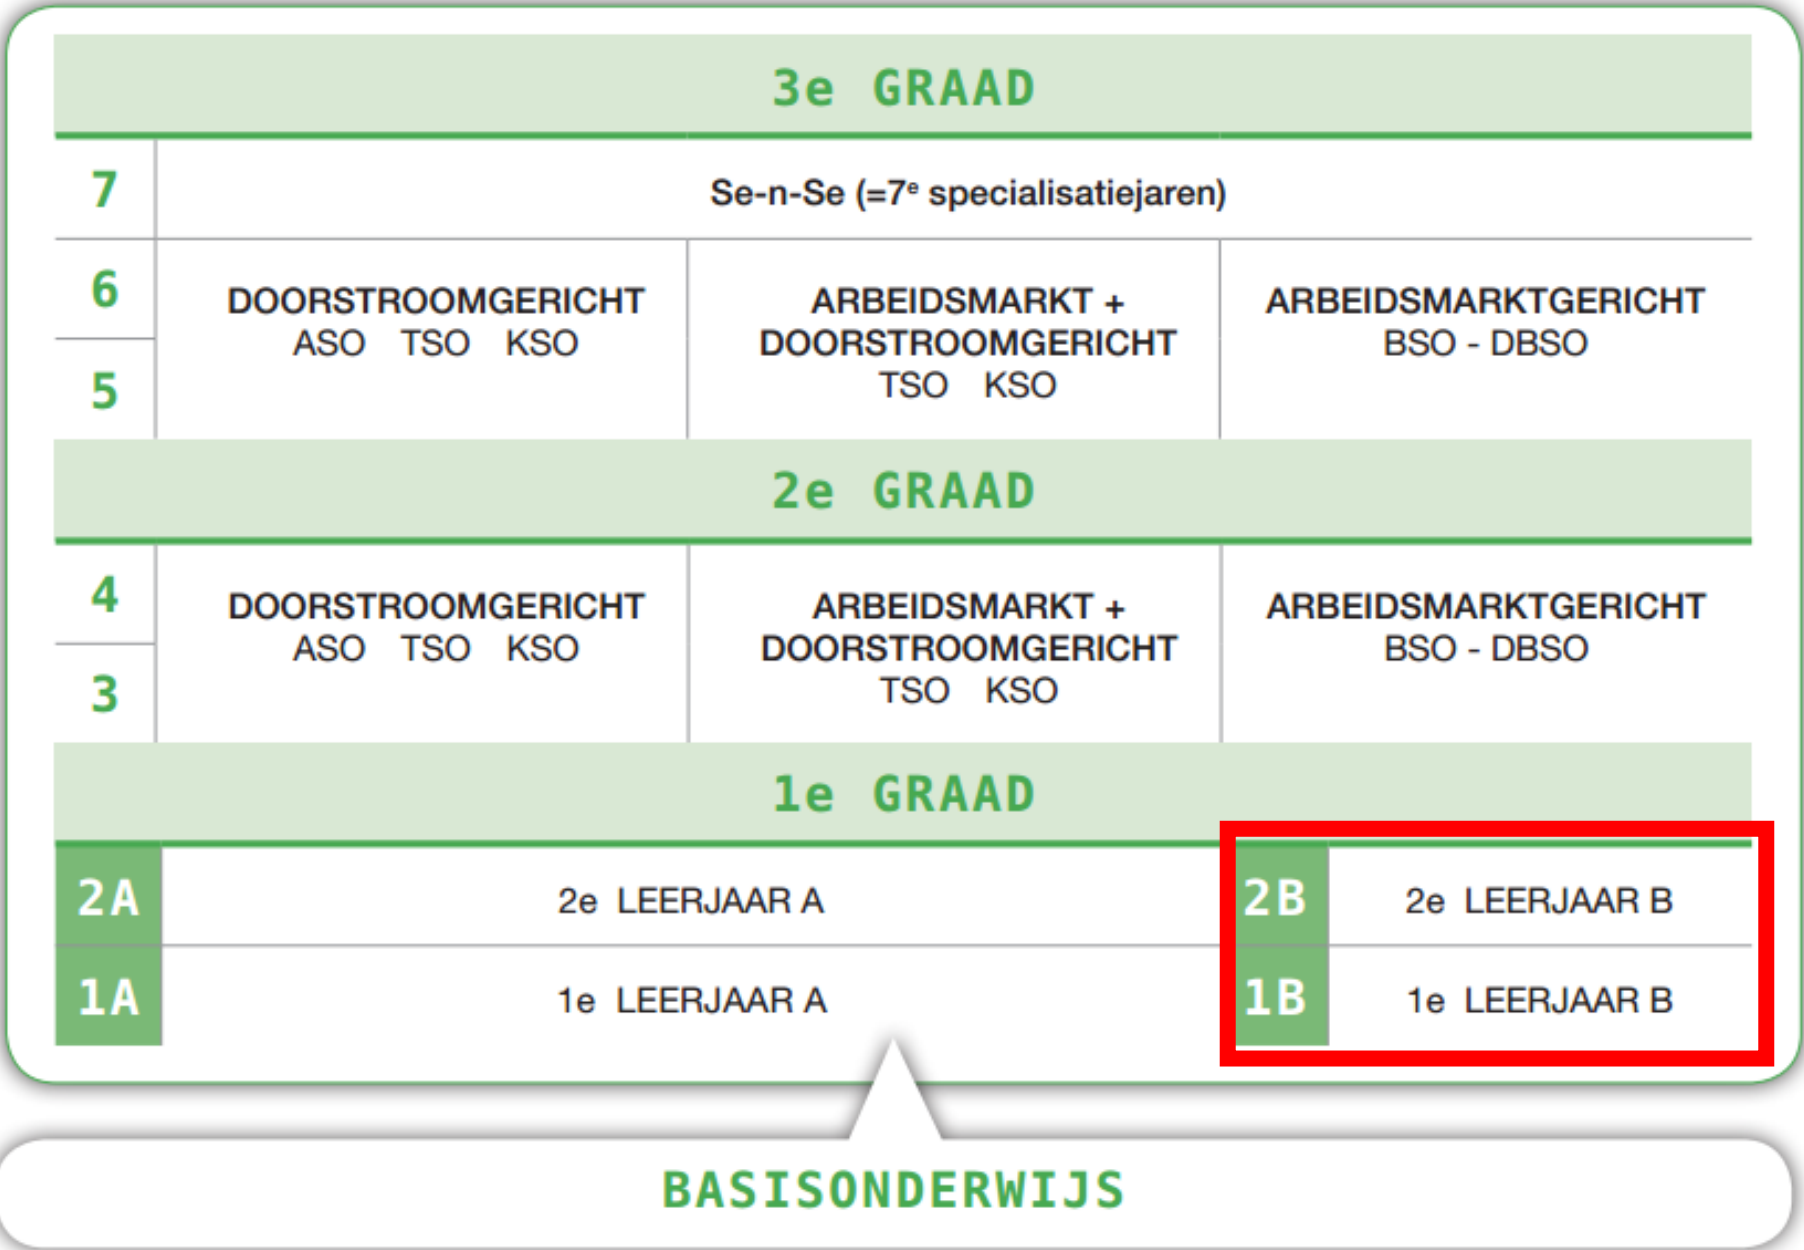 3e GRAAD
7
Se-n-Se (=7ᵉ specialisatiejaren)
6
5
DOORSTROOMGERICHT
ASO TSO KSO
ARBEIDSMARKT +
DOORSTROOMGERICHT
TSO KSO
ARBEIDSMARKTGERICHT
BSO - DBSO
2e GRAAD
4
3
DOORSTROOMGERICHT
ASO TSO KSO
ARBEIDSMARKT +
DOORSTROOMGERICHT
TSO KSO
ARBEIDSMARKTGERICHT
BSO - DBSO
1e GRAAD
2A 2e LEERJAAR A 2B 2e LEERJAAR B
1A 1e LEERJAAR A 1B 1e LEERJAAR B
BASISONDERWIJS